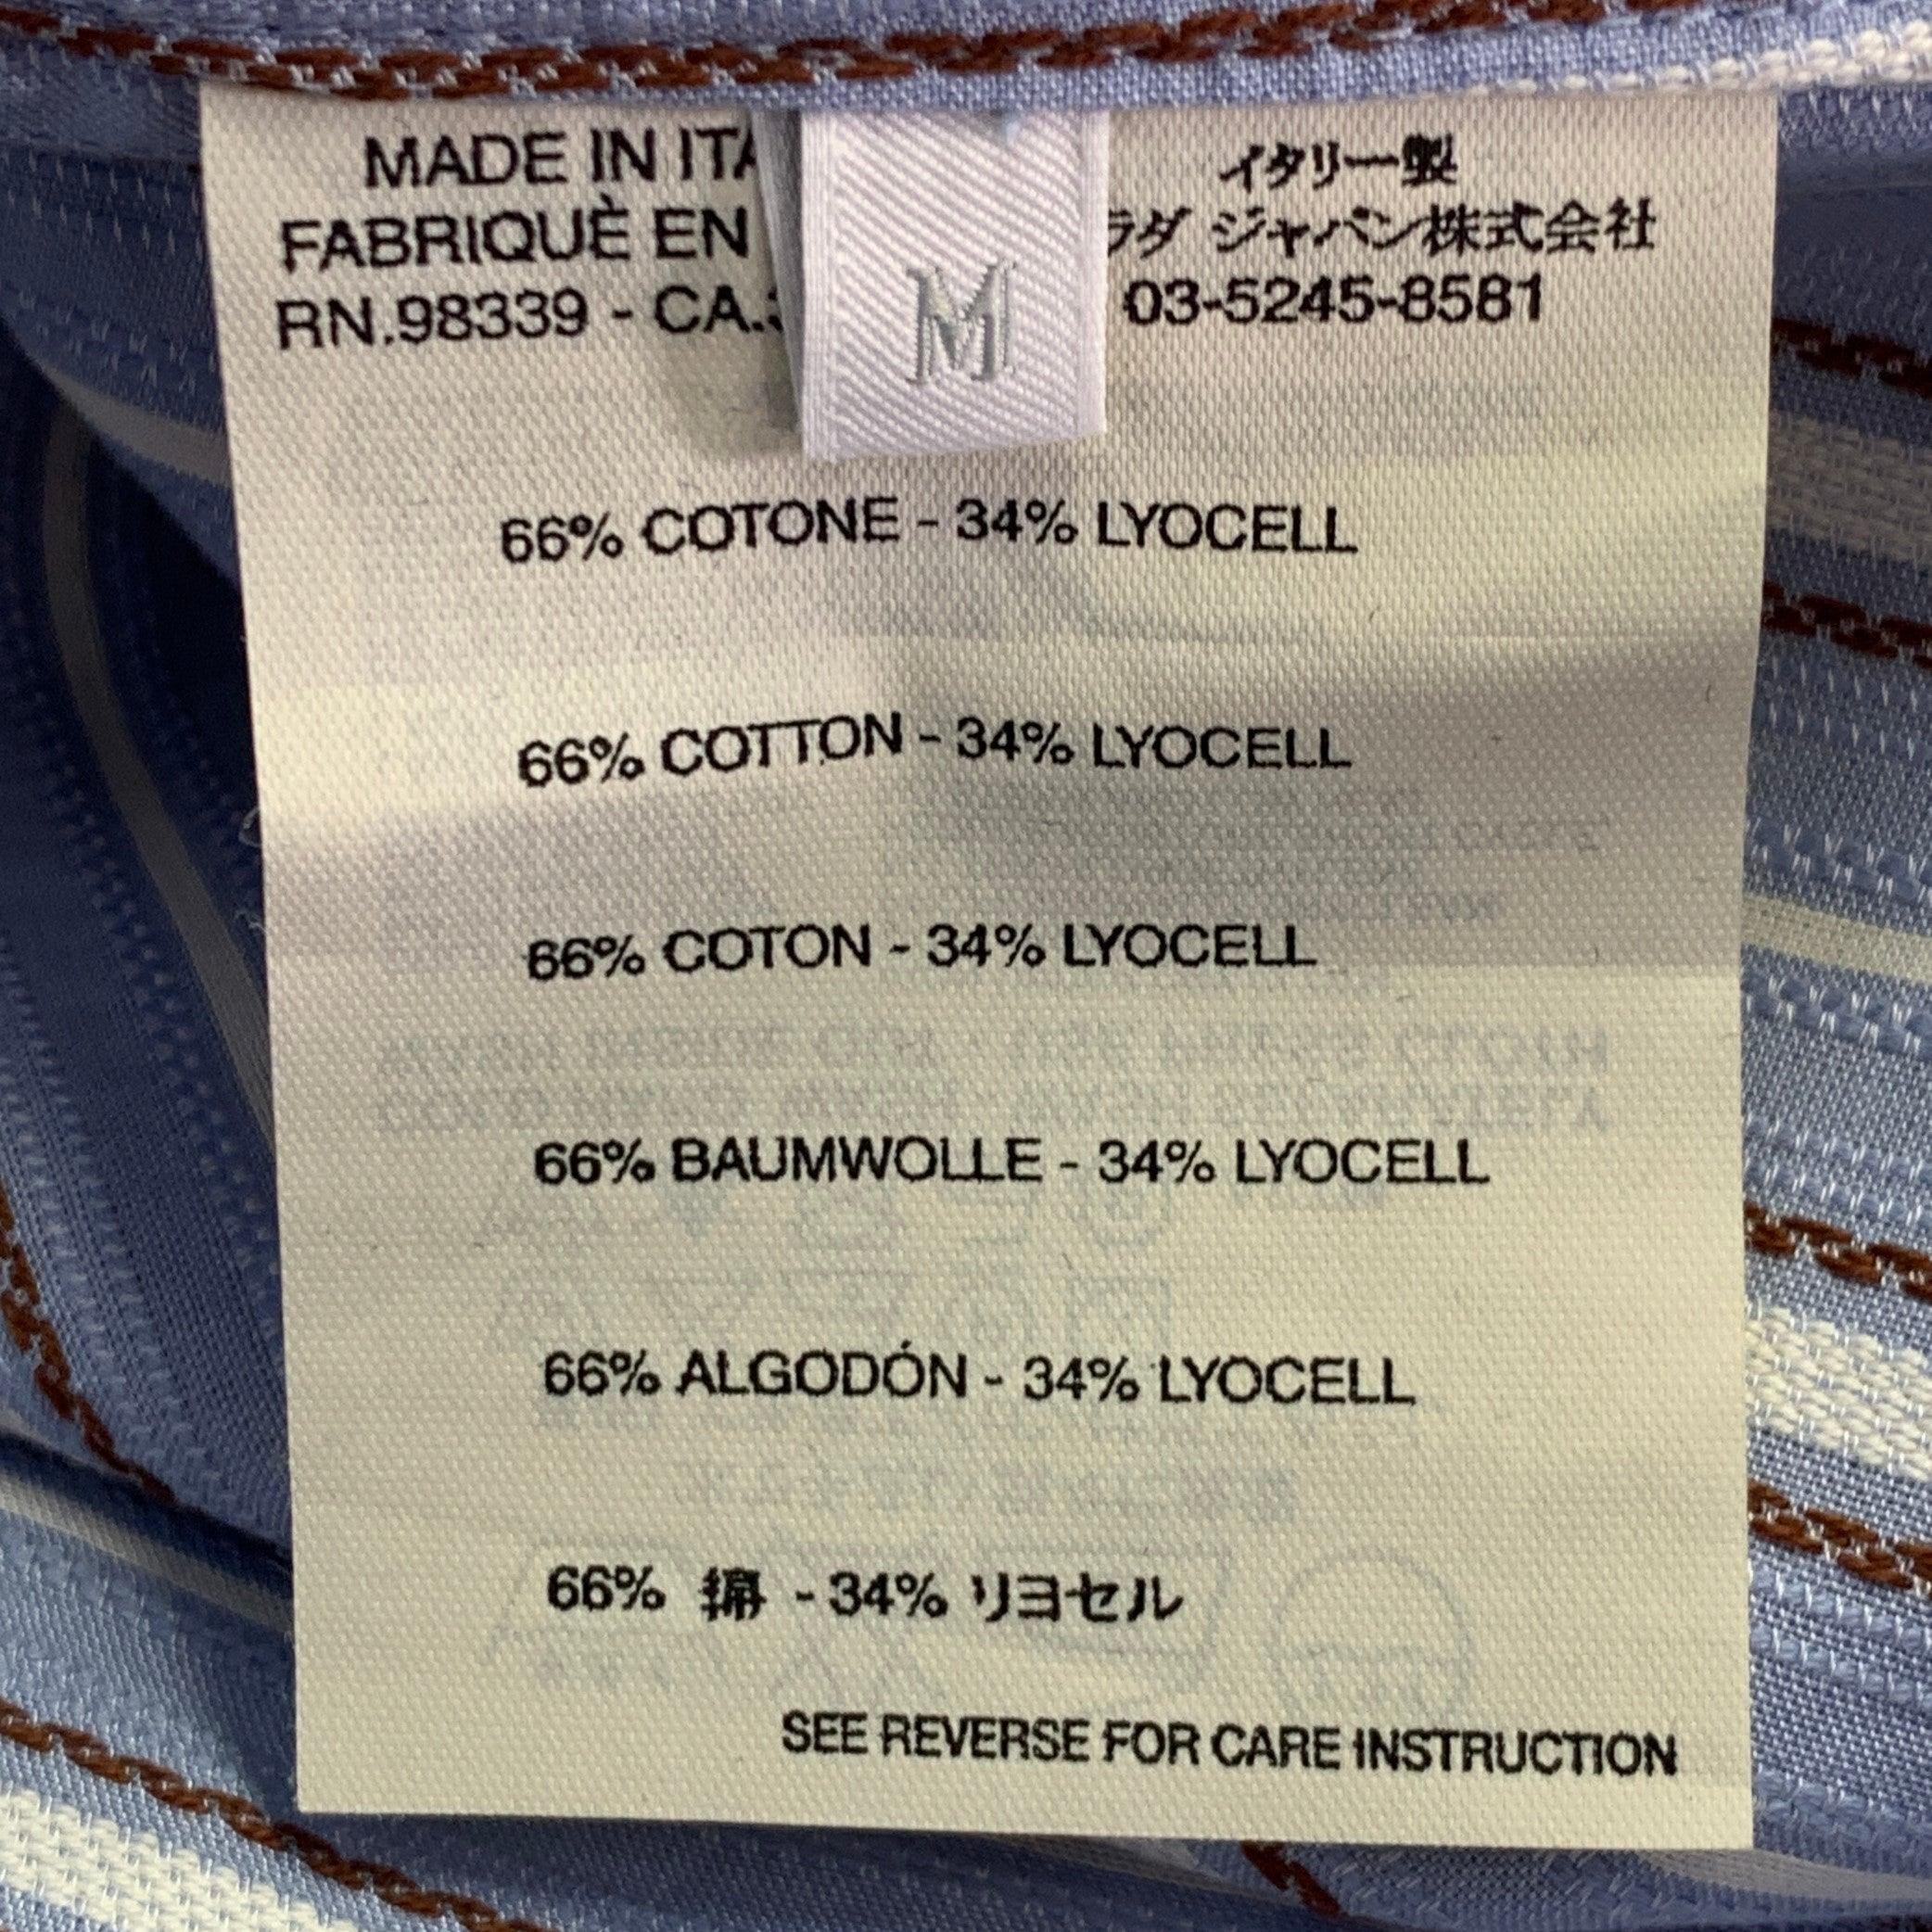 MADE IN ITA
FABRIQUÈ EN
RN.98339 - CA.
M
イタリー製
ラダ ジャパン株式会社
03-5245-8581
66% COTONE - 34% LYOCELL
66% COTTON - 34% LYOCELL
66% COTON - 34% LYOCELL
66% BAUMWOLLE - 34% LYOCELL
66% ALGODÓN - 34% LYOCELL
66% 綿 - 34% リヨセル
SEE REVERSE FOR CARE INSTRUCTION